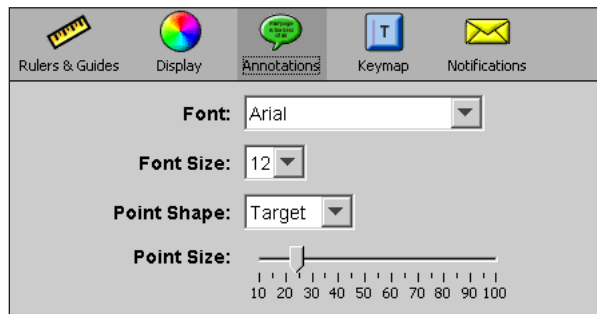 Rulers & Guides Display Annotations Keymap Notifications
T
Font: Arial
Font Size: 12
Point Shape: Target
Point Size:
10 20 30 40 50 60 70 80 90 100